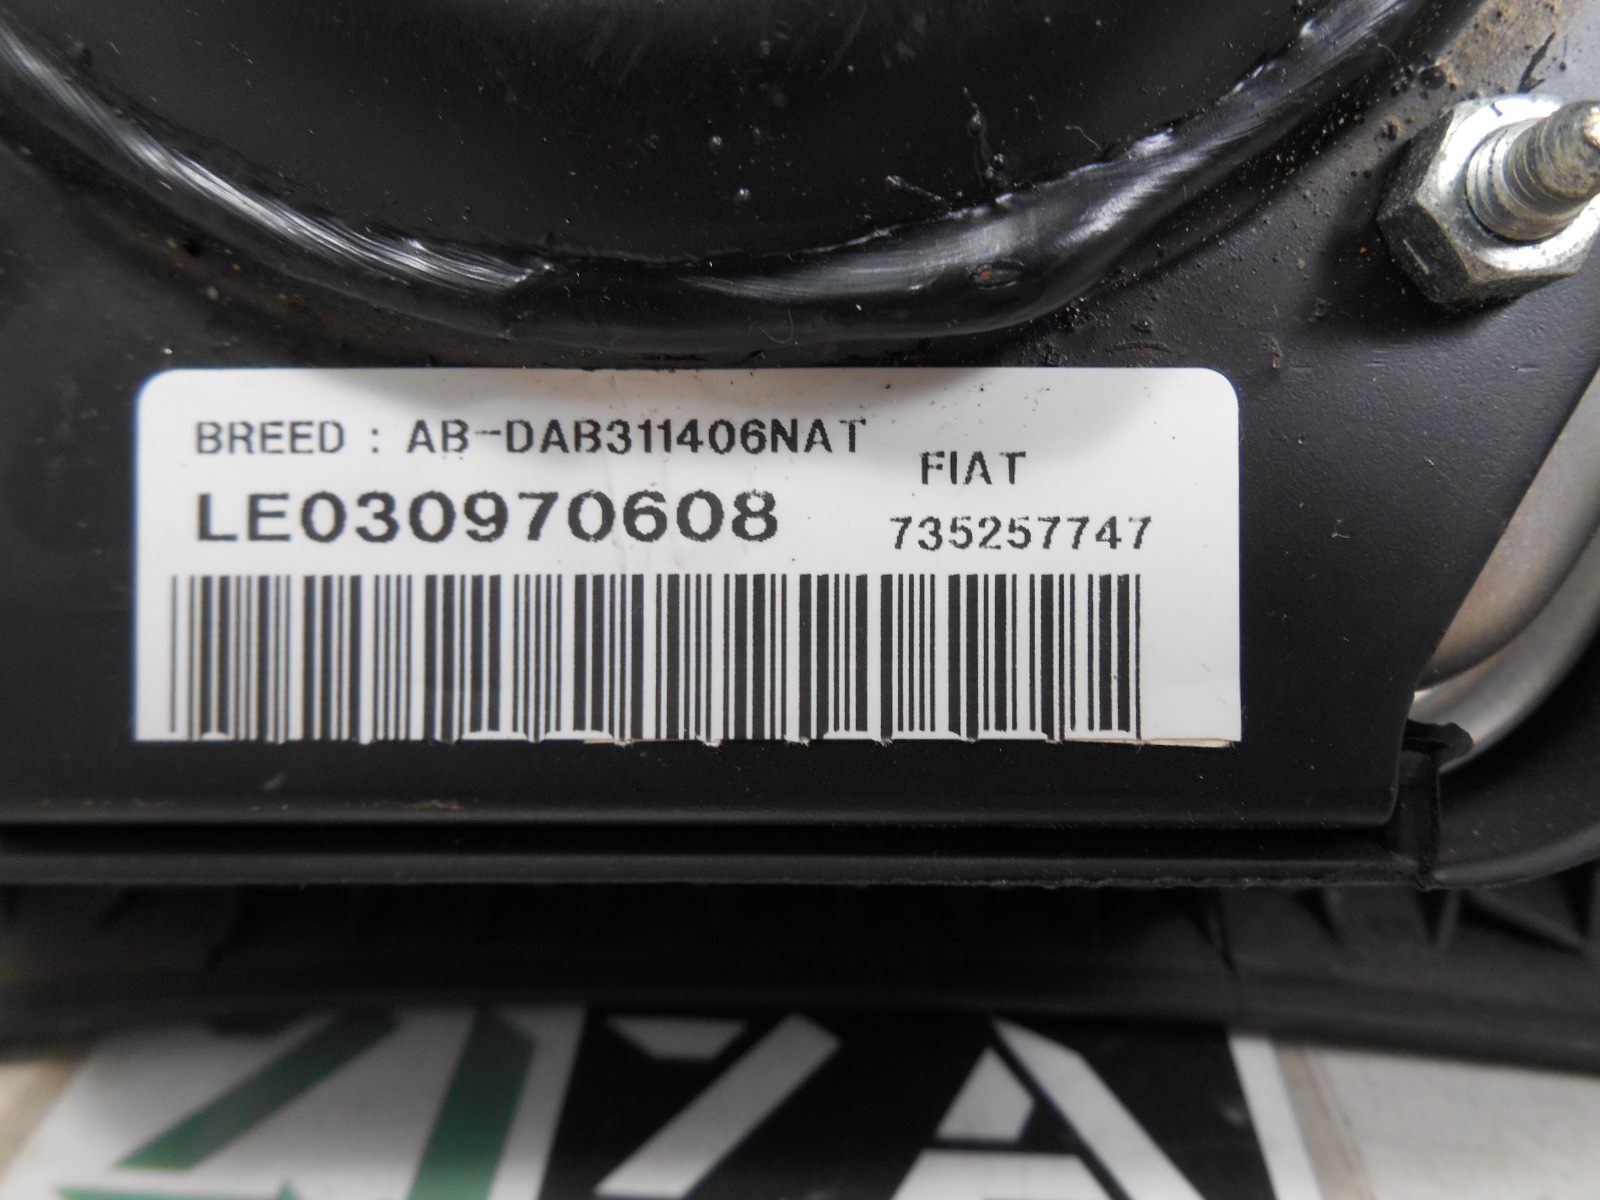 BREED : AB-DAB311406NAT
FIAT
LE030970608
735257747